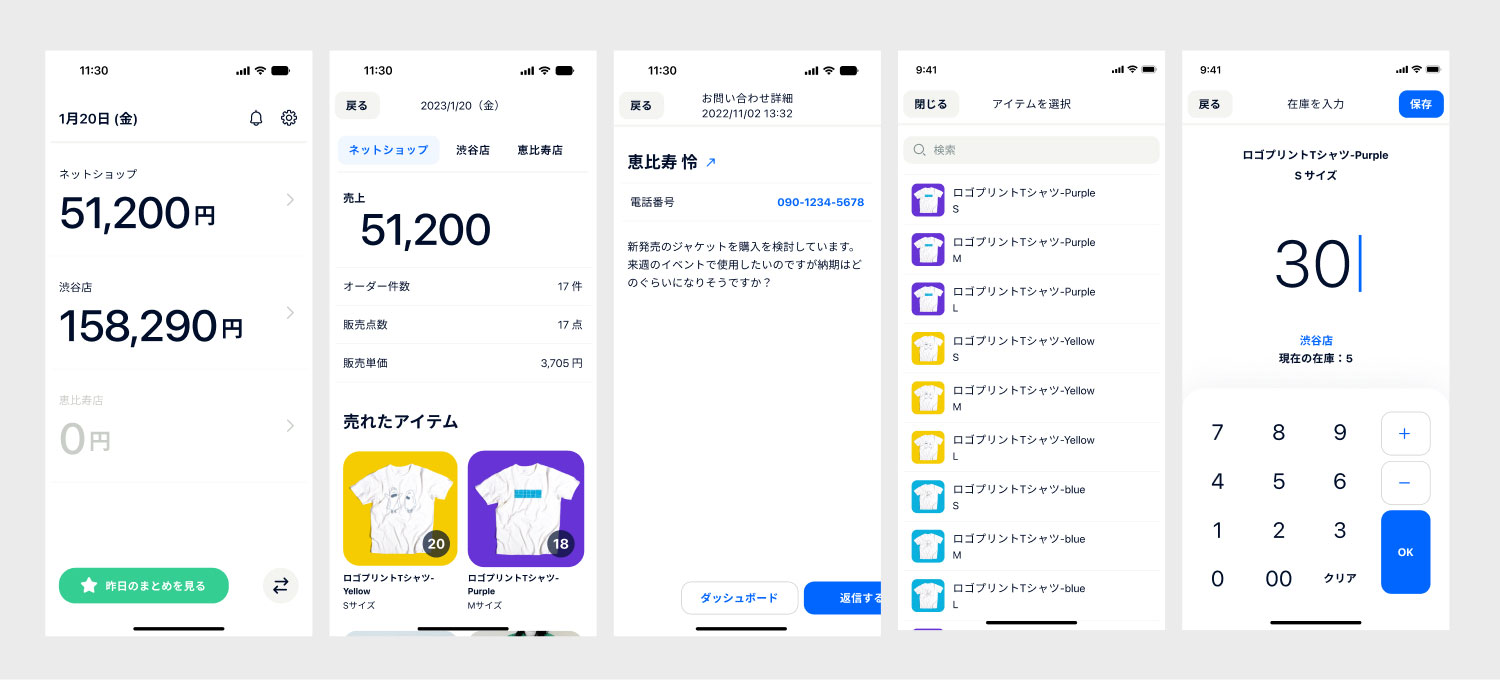 11:30
1月20日 (金)
ネットショップ
51,200 円
渋谷店
158,290 円
恵比寿店
0 円
昨日のまとめを見る
11:30
戻る
2023/1/20（金）
ネットショップ 渋谷店 恵比寿店
売上
51,200
オーダー件数 17 件
販売点数 17 点
販売単価 3,705 円
売れたアイテム
20 18
ロゴプリントTシャツ-
Yellow
Sサイズ
ロゴプリントTシャツ-
Purple
Mサイズ
11:30
戻る
お問い合わせ詳細
2022/11/02 13:32
恵比寿 怜
電話番号 090-1234-5678
新発売のジャケットを購入を検討しています。
来週のイベントで使用したいのですが納期はど
のぐらいになりそうですか？
ダッシュボード 返信する
9:41
閉じる アイテムを選択
検索
ロゴプリントTシャツ-Purple
S
ロゴプリントTシャツ-Purple
M
ロゴプリントTシャツ-Purple
L
ロゴプリントTシャツ-Yellow
S
ロゴプリントTシャツ-Yellow
M
ロゴプリントTシャツ-Yellow
L
ロゴプリントTシャツ-blue
S
ロゴプリントTシャツ-blue
M
ロゴプリントTシャツ-blue
L
9:41
戻る 在庫を入力 保存
ロゴプリントTシャツ-Purple
S サイズ
30
渋谷店
現在の在庫：5
7 8 9 +
4 5 6 −
1 2 3 OK
0 00 クリア